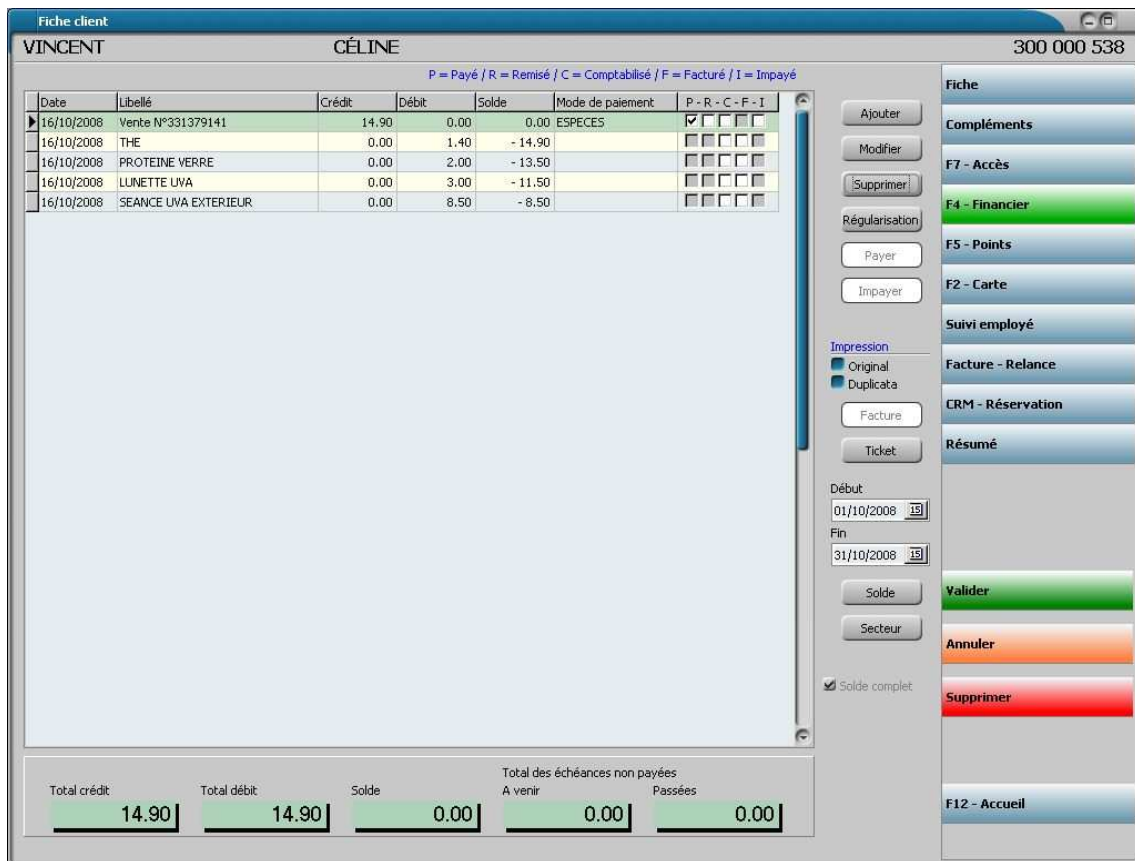 Fiche client
VINCENT CÉLINE 300 000 538
P = Payé / R = Remisé / C = Comptabilisé / F = Facturé / I = Impayé
Date Libellé Crédit Débit Solde Mode de paiement P - R - C - F - I
16/10/2008 Vente N°331379141 14.90 0.00 0.00 ESPECES
16/10/2008 THE 0.00 1.40 - 14.90
16/10/2008 PROTEINE VERRE 0.00 2.00 - 13.50
16/10/2008 LUNETTE UVA 0.00 3.00 - 11.50
16/10/2008 SEANCE UVA EXTERIEUR 0.00 8.50 - 8.50
Ajouter
Modifier
Supprimer
Régularisation
Payer
Impayer
Impression
Original
Duplicata
Facture
Ticket
Début
01/10/2008 15
Fin
31/10/2008 15
Solde
Secteur
Solde complet
Fiche
Compléments
F7 - Accès
F4 - Financier
F5 - Points
F2 - Carte
Suivi employé
Facture - Relance
CRM - Réservation
Résumé
Valider
Annuler
Supprimer
F12 - Accueil
Total des échéances non payées
Total crédit Total débit Solde A venir Passées
14.90 14.90 0.00 0.00 0.00